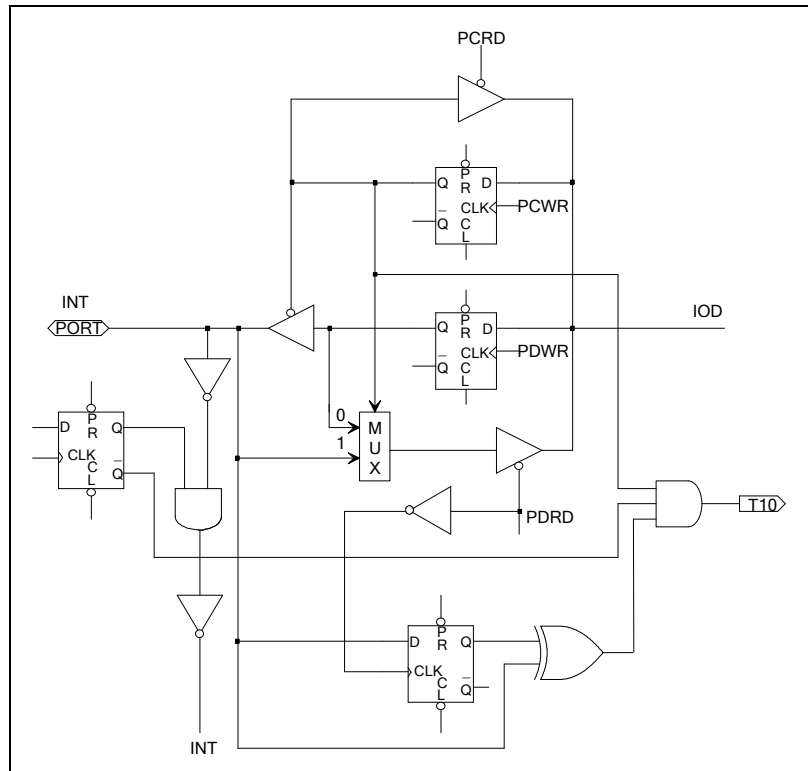 PCRD
Q P R D
CLK PCWR
Q̅ C L
INT
PORT
IOD
Q P R D
CLK PDWR
Q̅ C L
0
1
M U X
D P R Q
CLK C L Q̅
T10
PDRD
D P R Q
CLK C L Q̅
INT